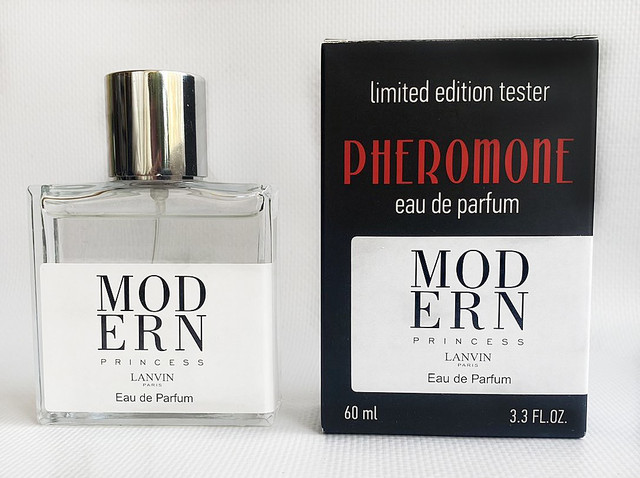 MOD
ERN
PRINCESS
LANVIN
PARIS
Eau de Parfum
limited edition tester
PHEROMONE
eau de parfum
MOD
ERN
PRINCESS
LANVIN
PARIS
Eau de Parfum
60 ml 3.3 FL.OZ.